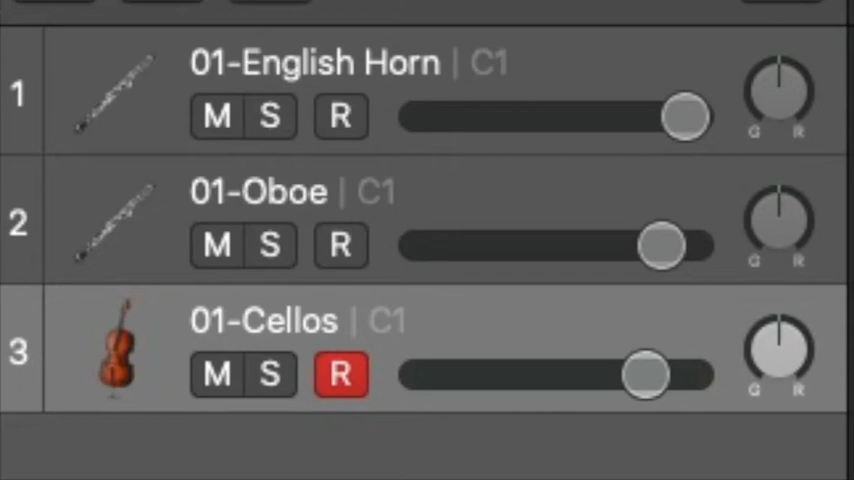 1
01-English Horn | C1
M S R
G R
2
01-Oboe | C1
M S R
G R
3
01-Cellos | C1
M S R
G R